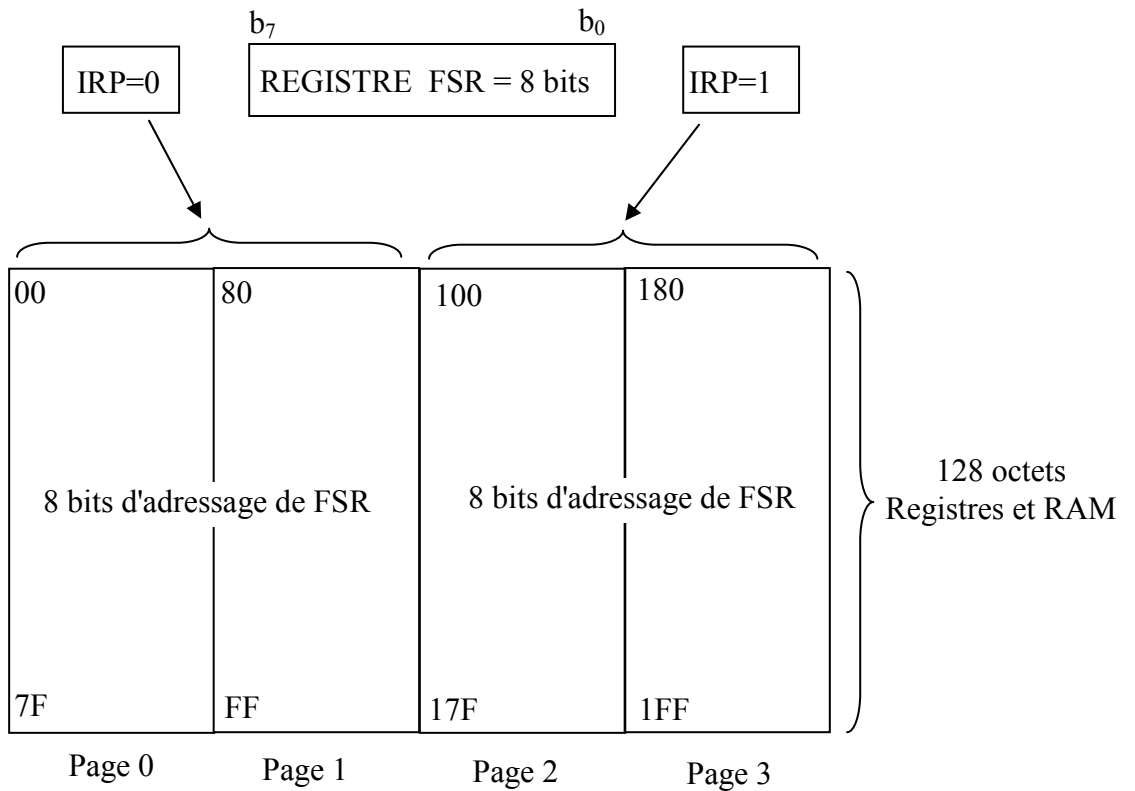 b₇ b₀
IRP=0 REGISTRE FSR = 8 bits IRP=1
00 80 100 180
8 bits d'adressage de FSR 8 bits d'adressage de FSR
128 octets
Registres et RAM
7F FF 17F 1FF
Page 0 Page 1 Page 2 Page 3